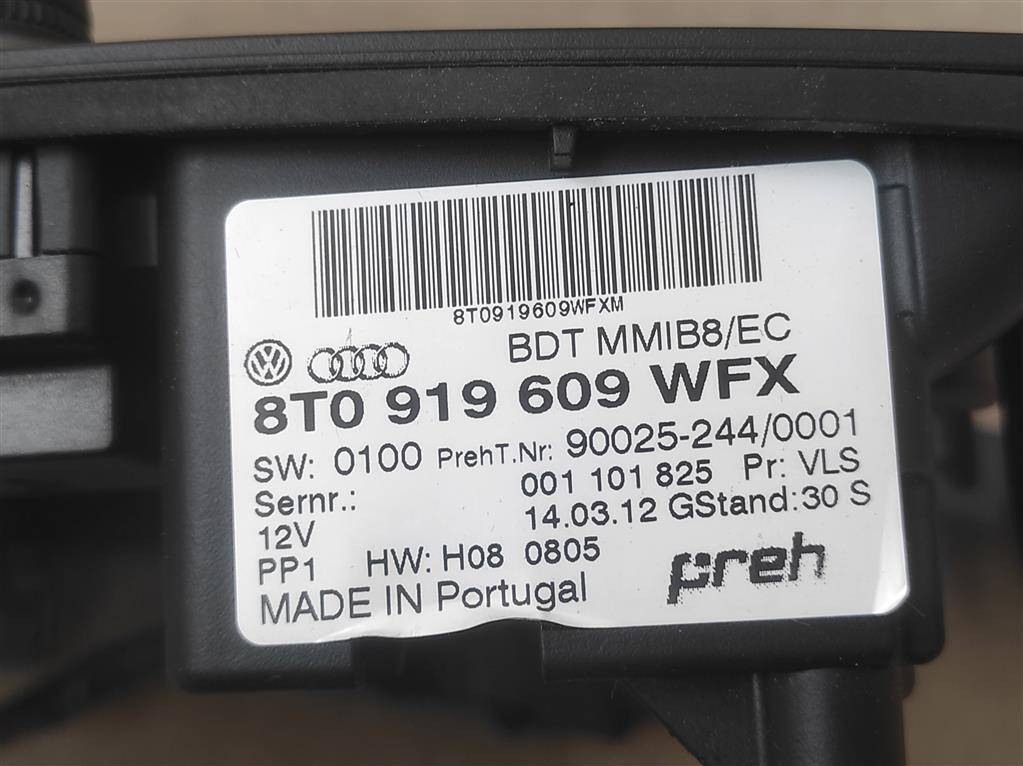 8T0919609WFXM
BDT MMIB8/EC
8T0 919 609 WFX
SW: 0100 PrehT.Nr: 90025-244/0001
Sernr.: 001 101 825 Pr: VLS
12V 14.03.12 GStand: 30 S
PP1 HW: H08 0805
MADE IN Portugal
preh